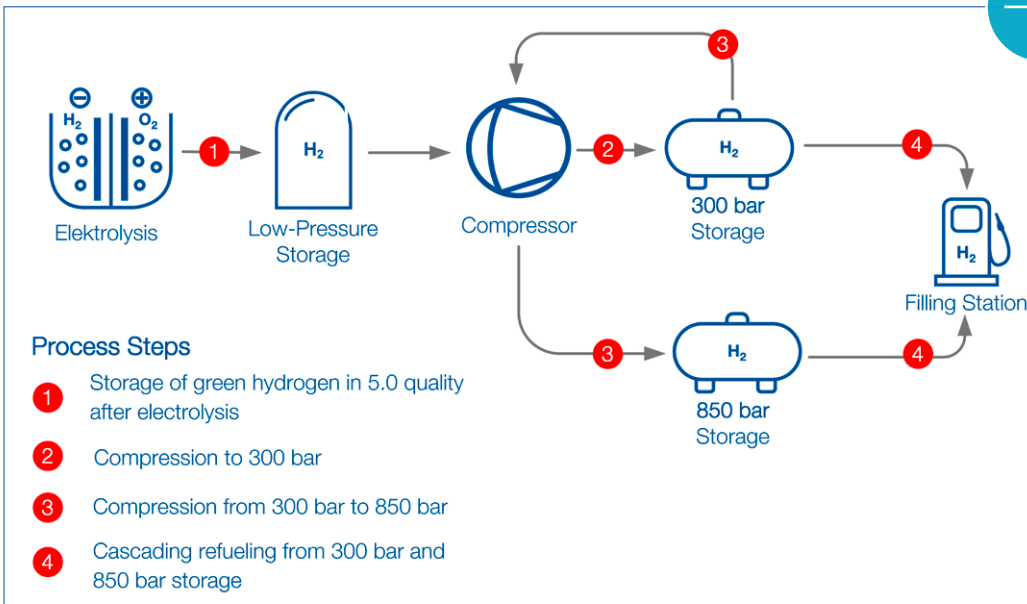 3
⊖
⊕
H₂
O₂
1
H₂
2
H₂
4
Elektrolysis
Low-Pressure
Storage
Compressor
300 bar
Storage
H₂
Filling Station
3
H₂
4
850 bar
Storage
Process Steps
1 Storage of green hydrogen in 5.0 quality
after electrolysis
2 Compression to 300 bar
3 Compression from 300 bar to 850 bar
4 Cascading refueling from 300 bar and
850 bar storage